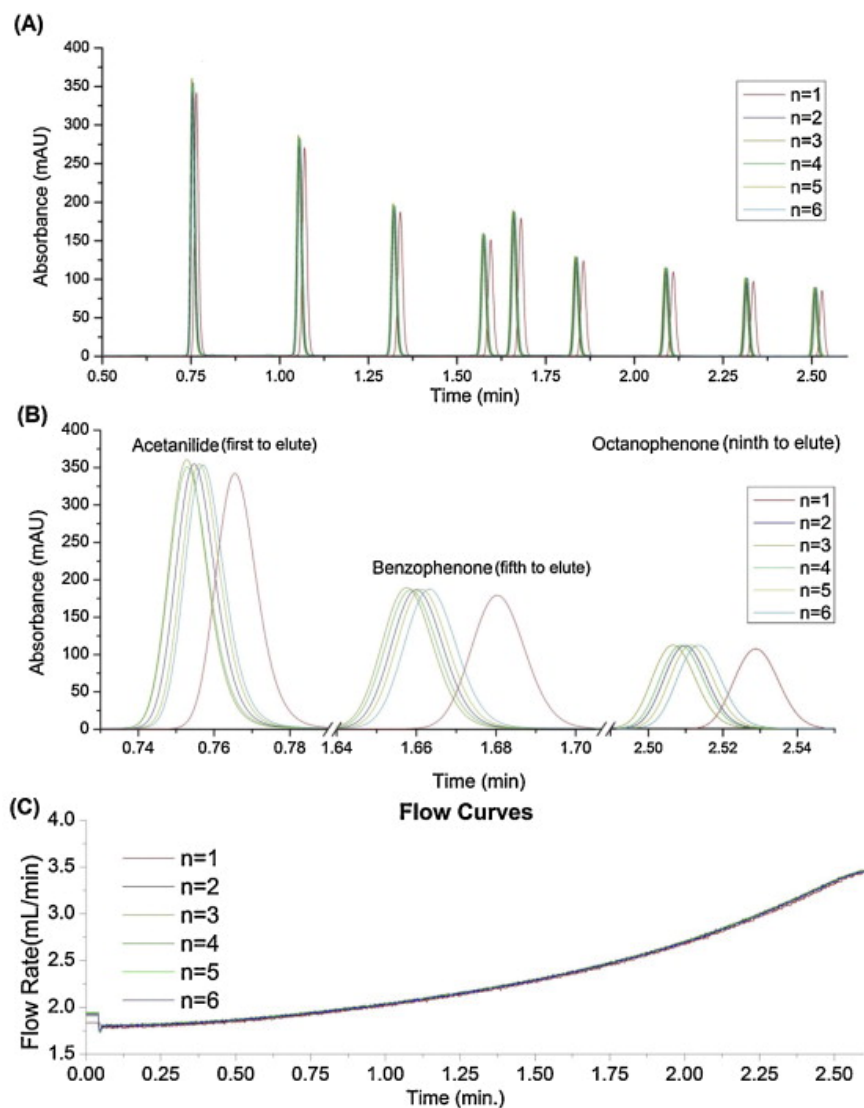 (A)
400
350
300
250
200
150
100
50
0
Absorbance (mAU)
n=1
n=2
n=3
n=4
n=5
n=6
0.50 0.75 1.00 1.25 1.50 1.75 2.00 2.25 2.50
Time (min)
(B)
400
350
300
250
200
150
100
50
0
Absorbance (mAU)
Acetanilide (first to elute)
Benzophenone (fifth to elute)
Octanophenone (ninth to elute)
n=1
n=2
n=3
n=4
n=5
n=6
0.74 0.76 0.78 1.64 1.66 1.68 1.70 2.50 2.52 2.54
Time (min)
(C)
Flow Curves
4.0
3.5
3.0
2.5
2.0
1.5
Flow Rate(mL/min)
n=1
n=2
n=3
n=4
n=5
n=6
0.00 0.25 0.50 0.75 1.00 1.25 1.50 1.75 2.00 2.25 2.50
Time (min.)